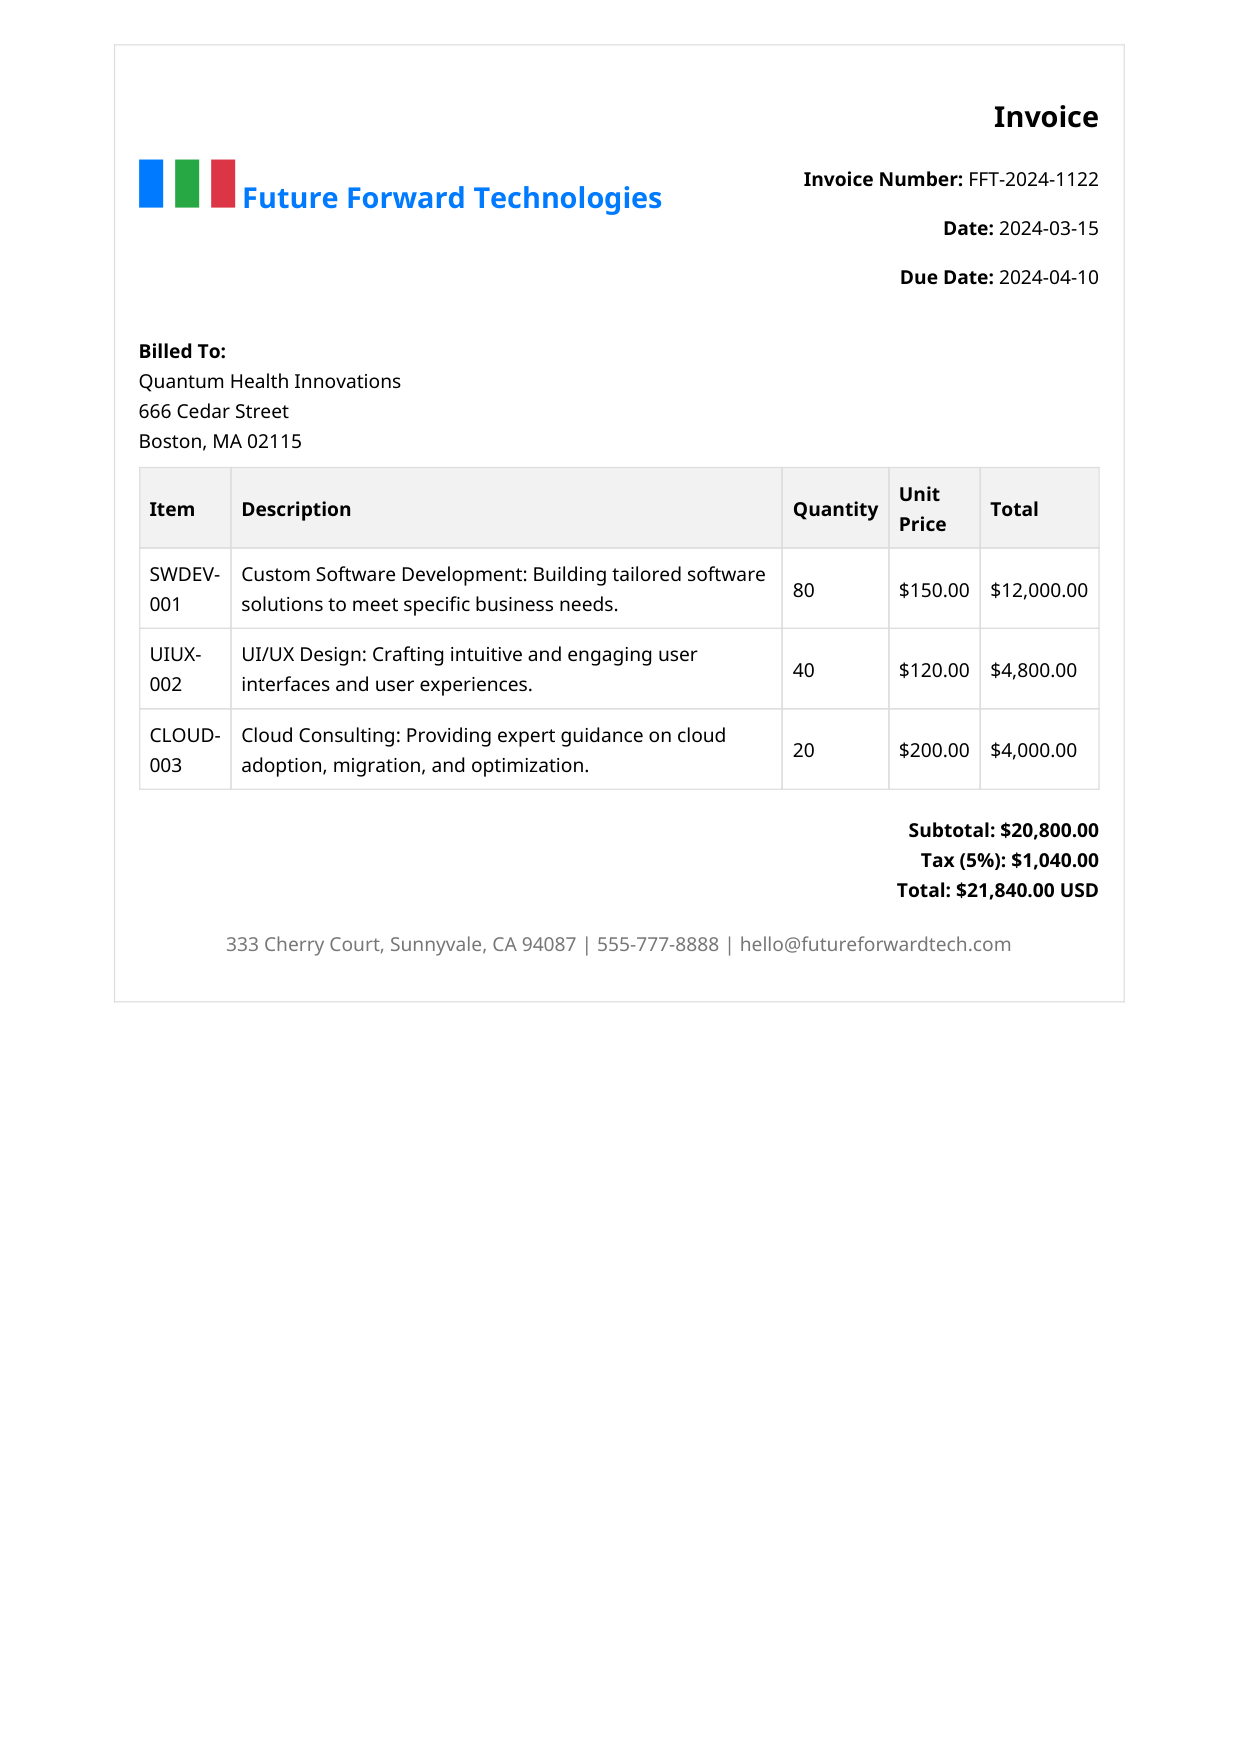 Invoice
Future Forward Technologies
Invoice Number: FFT-2024-1122
Date: 2024-03-15
Due Date: 2024-04-10
Billed To:
Quantum Health Innovations
666 Cedar Street
Boston, MA 02115
Item Description Quantity Unit Price Total
SWDEV-001 Custom Software Development: Building tailored software solutions to meet specific business needs. 80 $150.00 $12,000.00
UIUX-002 UI/UX Design: Crafting intuitive and engaging user interfaces and user experiences. 40 $120.00 $4,800.00
CLOUD-003 Cloud Consulting: Providing expert guidance on cloud adoption, migration, and optimization. 20 $200.00 $4,000.00
Subtotal: $20,800.00
Tax (5%): $1,040.00
Total: $21,840.00 USD
333 Cherry Court, Sunnyvale, CA 94087 | 555-777-8888 | hello@futureforwardtech.com